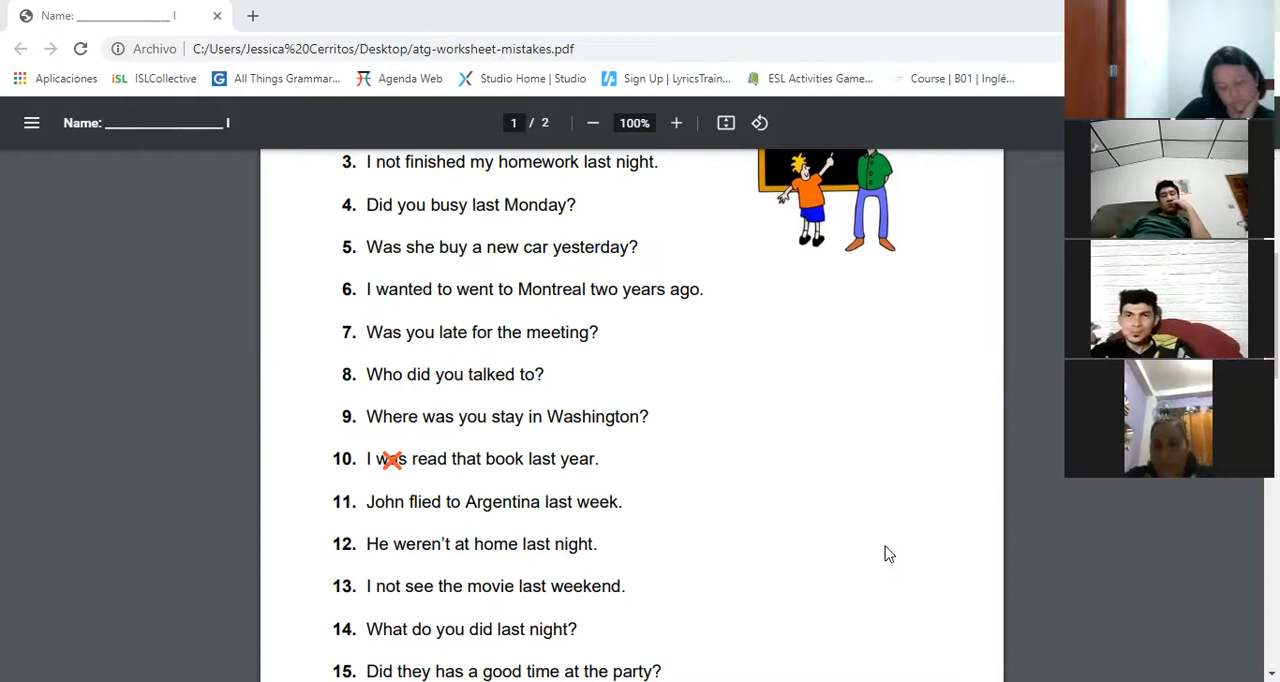 Name: _______________ I
Archivo C:/Users/Jessica%20Cerritos/Desktop/atg-worksheet-mistakes.pdf
Aplicaciones iSL ISLCollective All Things Grammar... Agenda Web Studio Home | Studio Sign Up | LyricsTrain... ESL Activities Game... Course | B01 | Inglé...
Name: _______________ I 1 / 2 100%
3. I not finished my homework last night.
4. Did you busy last Monday?
5. Was she buy a new car yesterday?
6. I wanted to went to Montreal two years ago.
7. Was you late for the meeting?
8. Who did you talked to?
9. Where was you stay in Washington?
10. I was read that book last year.
11. John flied to Argentina last week.
12. He weren't at home last night.
13. I not see the movie last weekend.
14. What do you did last night?
15. Did they has a good time at the party?